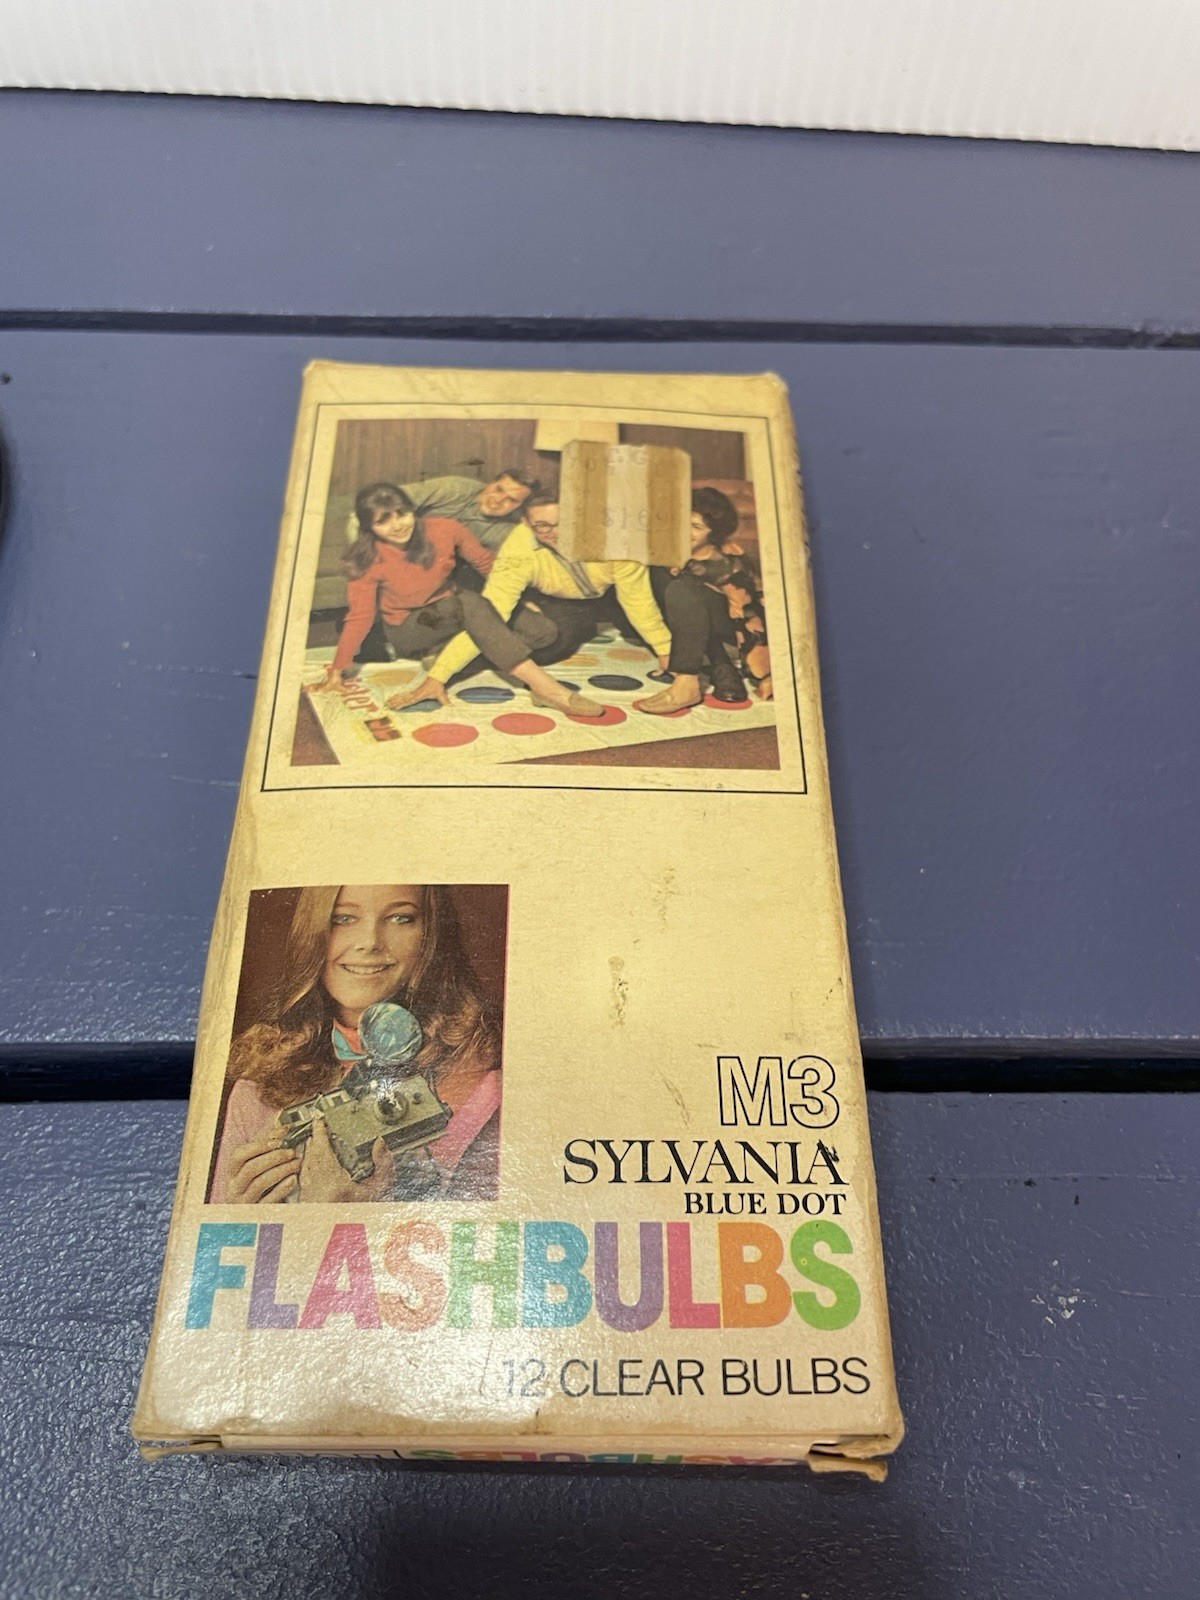 M3
SYLVANIA
BLUE DOT
FLASHBULBS
12 CLEAR BULBS